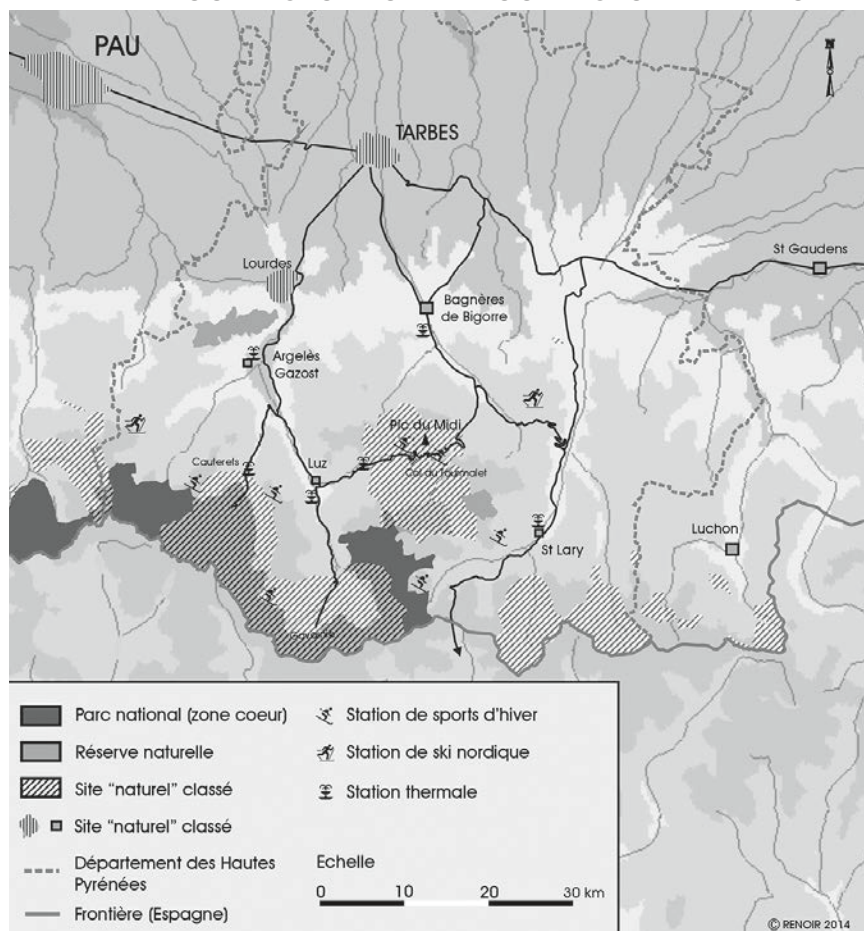 PAU
N
TARBES
St Gaudens
Lourdes
Bagnères
de Bigorre
Argelès
Gazost
Pic du Midi
Cauterets
Luz
Col du Tourmalet
Luchon
St Lary
Gavarnie
Parc national (zone coeur)
Réserve naturelle
Site "naturel" classé
Site "naturel" classé
Département des Hautes
Pyrénées
Frontière (Espagne)
Station de sports d'hiver
Station de ski nordique
Station thermale
Echelle
0 10 20 30 km
© RENOIR 2014